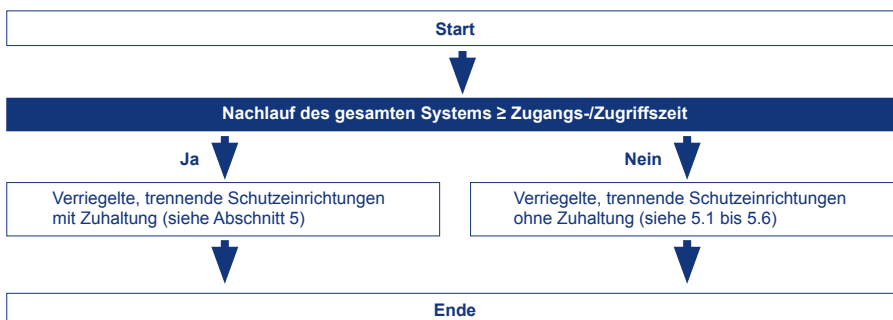 Start
Nachlauf des gesamten Systems ≥ Zugangs-/Zugriffszeit
Ja
Nein
Verriegelte, trennende Schutzeinrichtungen
mit Zuhaltung (siehe Abschnitt 5)
Verriegelte, trennende Schutzeinrichtungen
ohne Zuhaltung (siehe 5.1 bis 5.6)
Ende